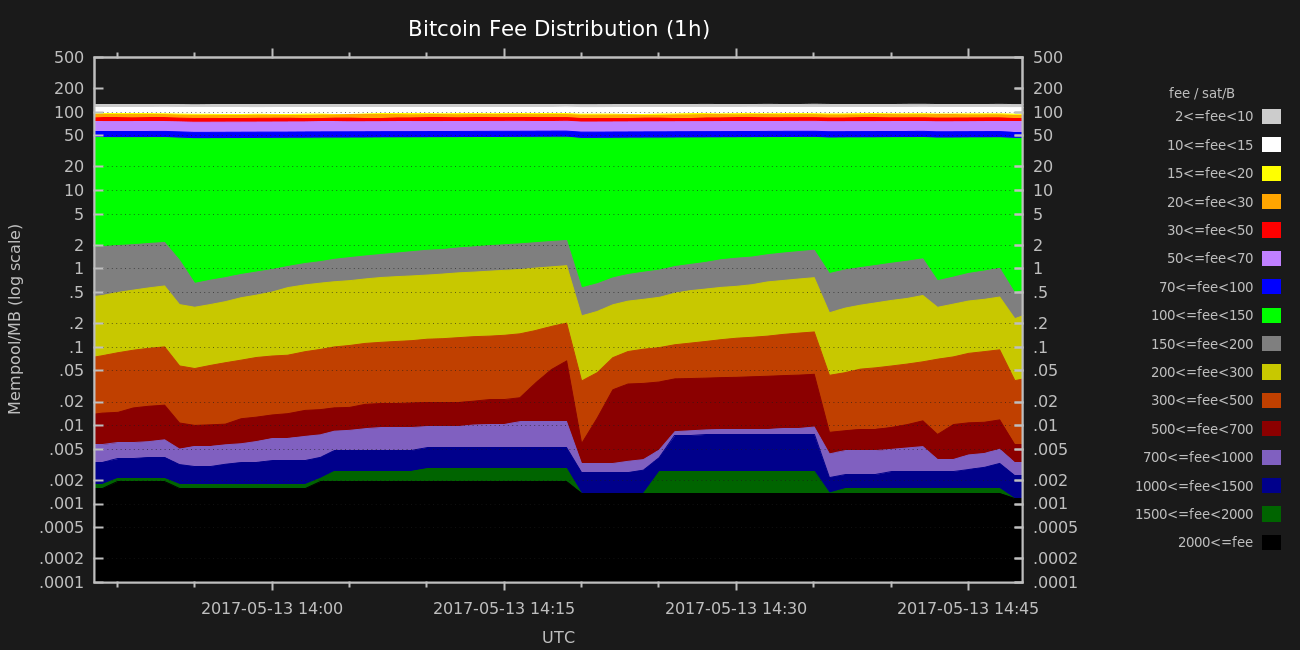 Bitcoin Fee Distribution (1h)
Mempool/MB (log scale)
500
200
100
50
20
10
5
2
1
.5
.2
.1
.05
.02
.01
.005
.002
.001
.0005
.0002
.0001
500
200
100
50
20
10
5
2
1
.5
.2
.1
.05
.02
.01
.005
.002
.001
.0005
.0002
.0001
2017-05-13 14:00
2017-05-13 14:15
2017-05-13 14:30
2017-05-13 14:45
UTC
fee / sat/B
2<=fee<10
10<=fee<15
15<=fee<20
20<=fee<30
30<=fee<50
50<=fee<70
70<=fee<100
100<=fee<150
150<=fee<200
200<=fee<300
300<=fee<500
500<=fee<700
700<=fee<1000
1000<=fee<1500
1500<=fee<2000
2000<=fee